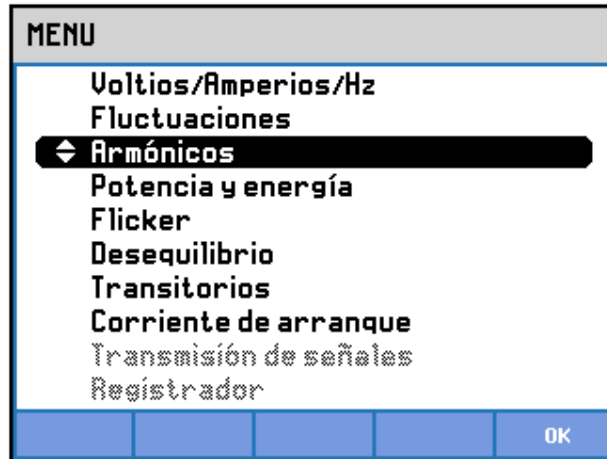 MENU
Voltios/Amperios/Hz
Fluctuaciones
Armónicos
Potencia y energía
Flicker
Desequilibrio
Transitorios
Corriente de arranque
Transmisión de señales
Registrador
OK